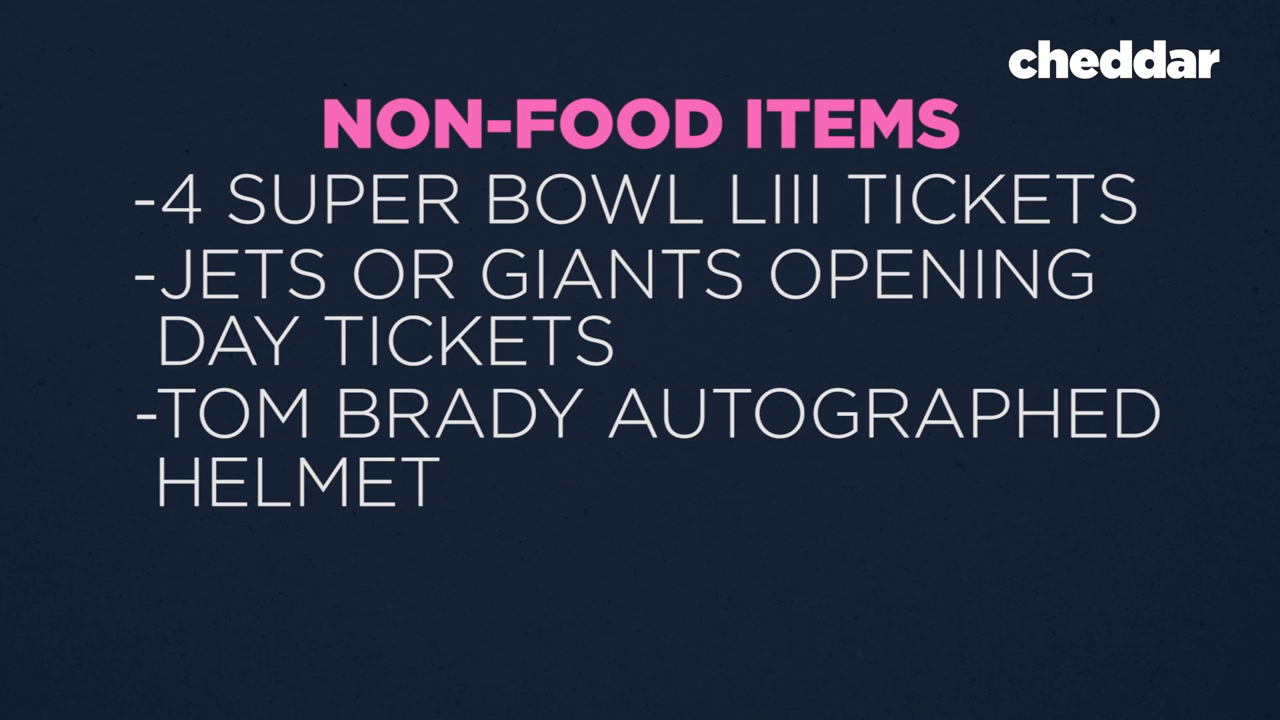 cheddar
NON-FOOD ITEMS
-4 SUPER BOWL LIII TICKETS
-JETS OR GIANTS OPENING
DAY TICKETS
-TOM BRADY AUTOGRAPHED
HELMET